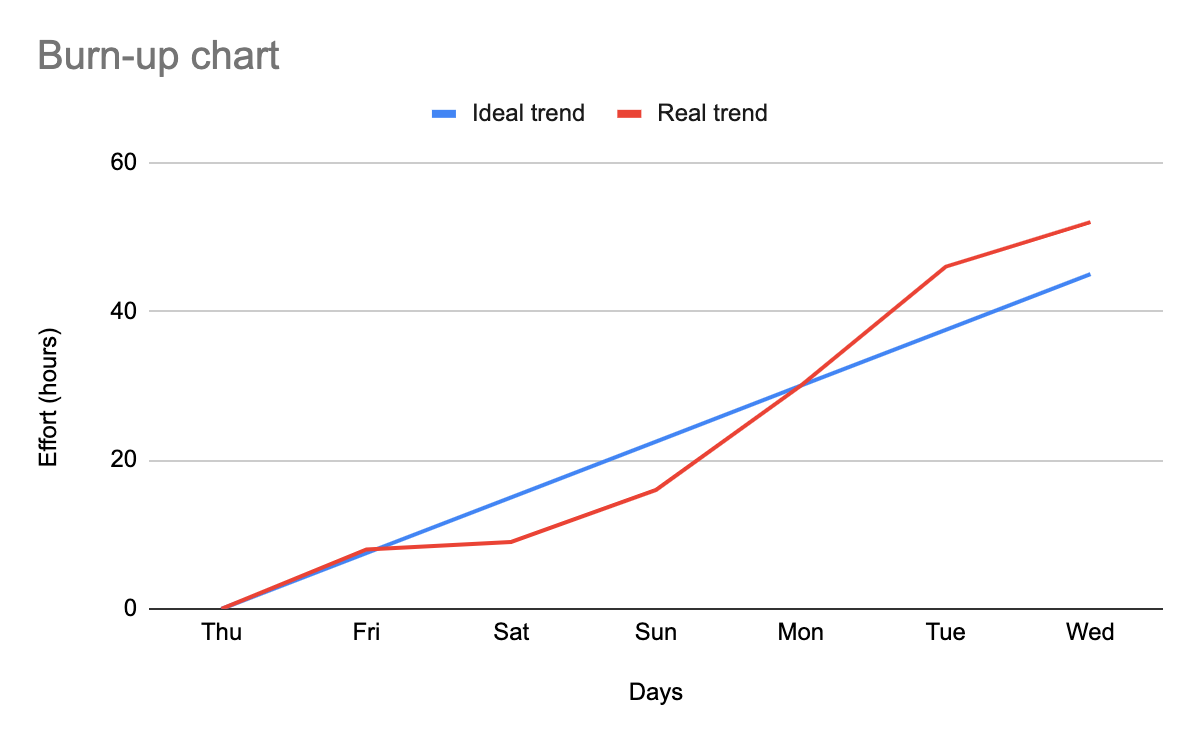 Burn-up chart
Ideal trend Real trend
60
40
20
0
Effort (hours)
Thu Fri Sat Sun Mon Tue Wed
Days